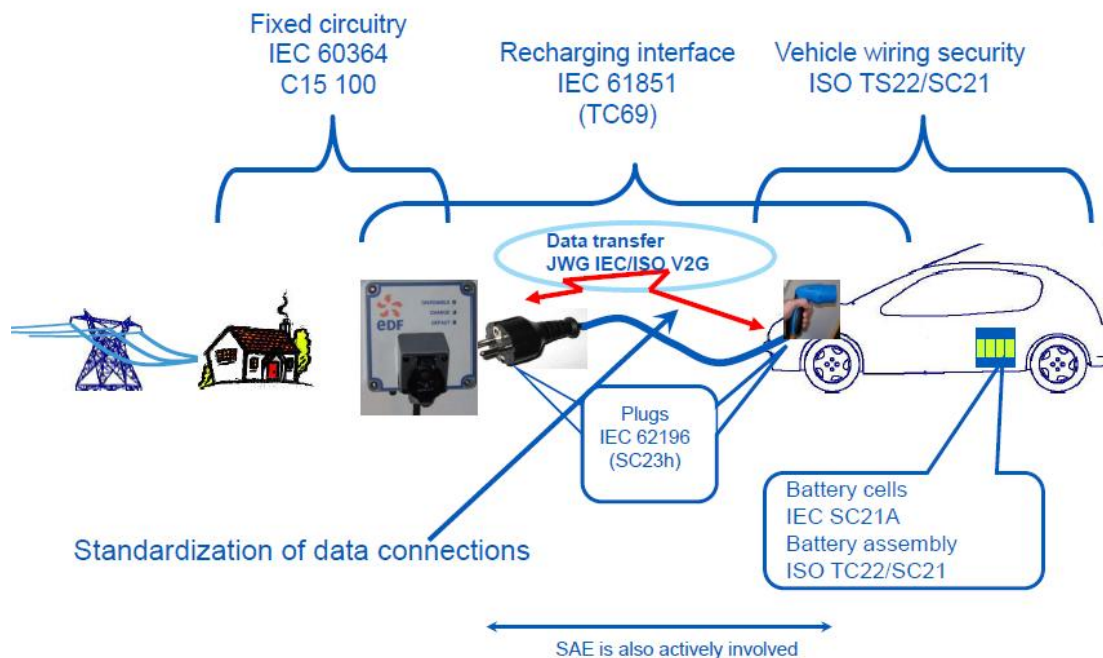 Fixed circuitry
IEC 60364
C15 100
Recharging interface
IEC 61851
(TC69)
Vehicle wiring security
ISO TS22/SC21
Data transfer
JWG IEC/ISO V2G
CHARGE
DEFAUT
eDF
Plugs
IEC 62196
(SC23h)
Battery cells
IEC SC21A
Battery assembly
ISO TC22/SC21
Standardization of data connections
SAE is also actively involved